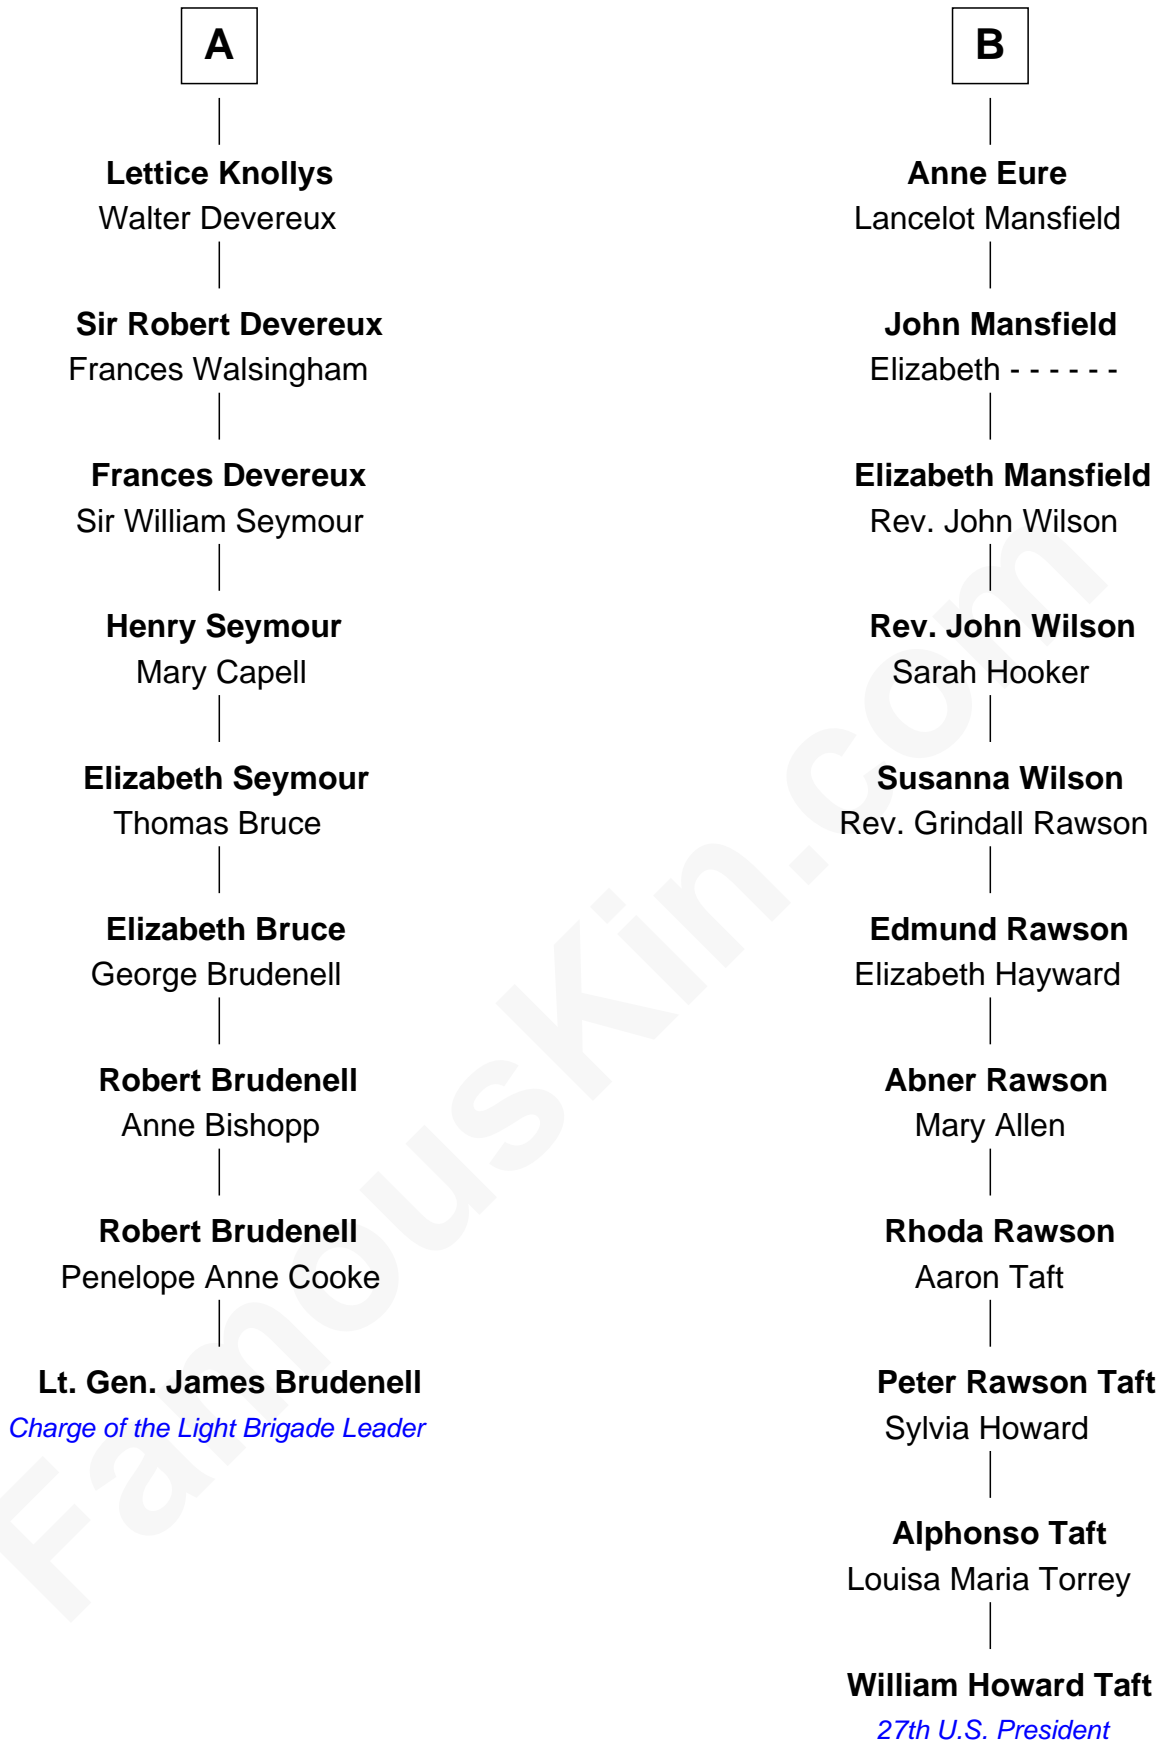 A
Lettice Knollys
Walter Devereux
Sir Robert Devereux
Frances Walsingham
Frances Devereux
Sir William Seymour
Henry Seymour
Mary Capell
Elizabeth Seymour
Thomas Bruce
Elizabeth Bruce
George Brudenell
Robert Brudenell
Anne Bishopp
Robert Brudenell
Penelope Anne Cooke
Lt. Gen. James Brudenell
Charge of the Light Brigade Leader
B
Anne Eure
Lancelot Mansfield
John Mansfield
Elizabeth - - - - - -
Elizabeth Mansfield
Rev. John Wilson
Rev. John Wilson
Sarah Hooker
Susanna Wilson
Rev. Grindall Rawson
Edmund Rawson
Elizabeth Hayward
Abner Rawson
Mary Allen
Rhoda Rawson
Aaron Taft
Peter Rawson Taft
Sylvia Howard
Alphonso Taft
Louisa Maria Torrey
William Howard Taft
27th U.S. President
FamousKin.com